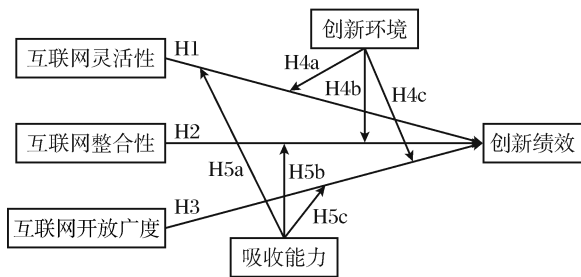 创新环境
互联网灵活性
H1
H4a
H4b
H4c
互联网整合性
H2
创新绩效
H5a
H5b
H5c
互联网开放广度
H3
吸收能力